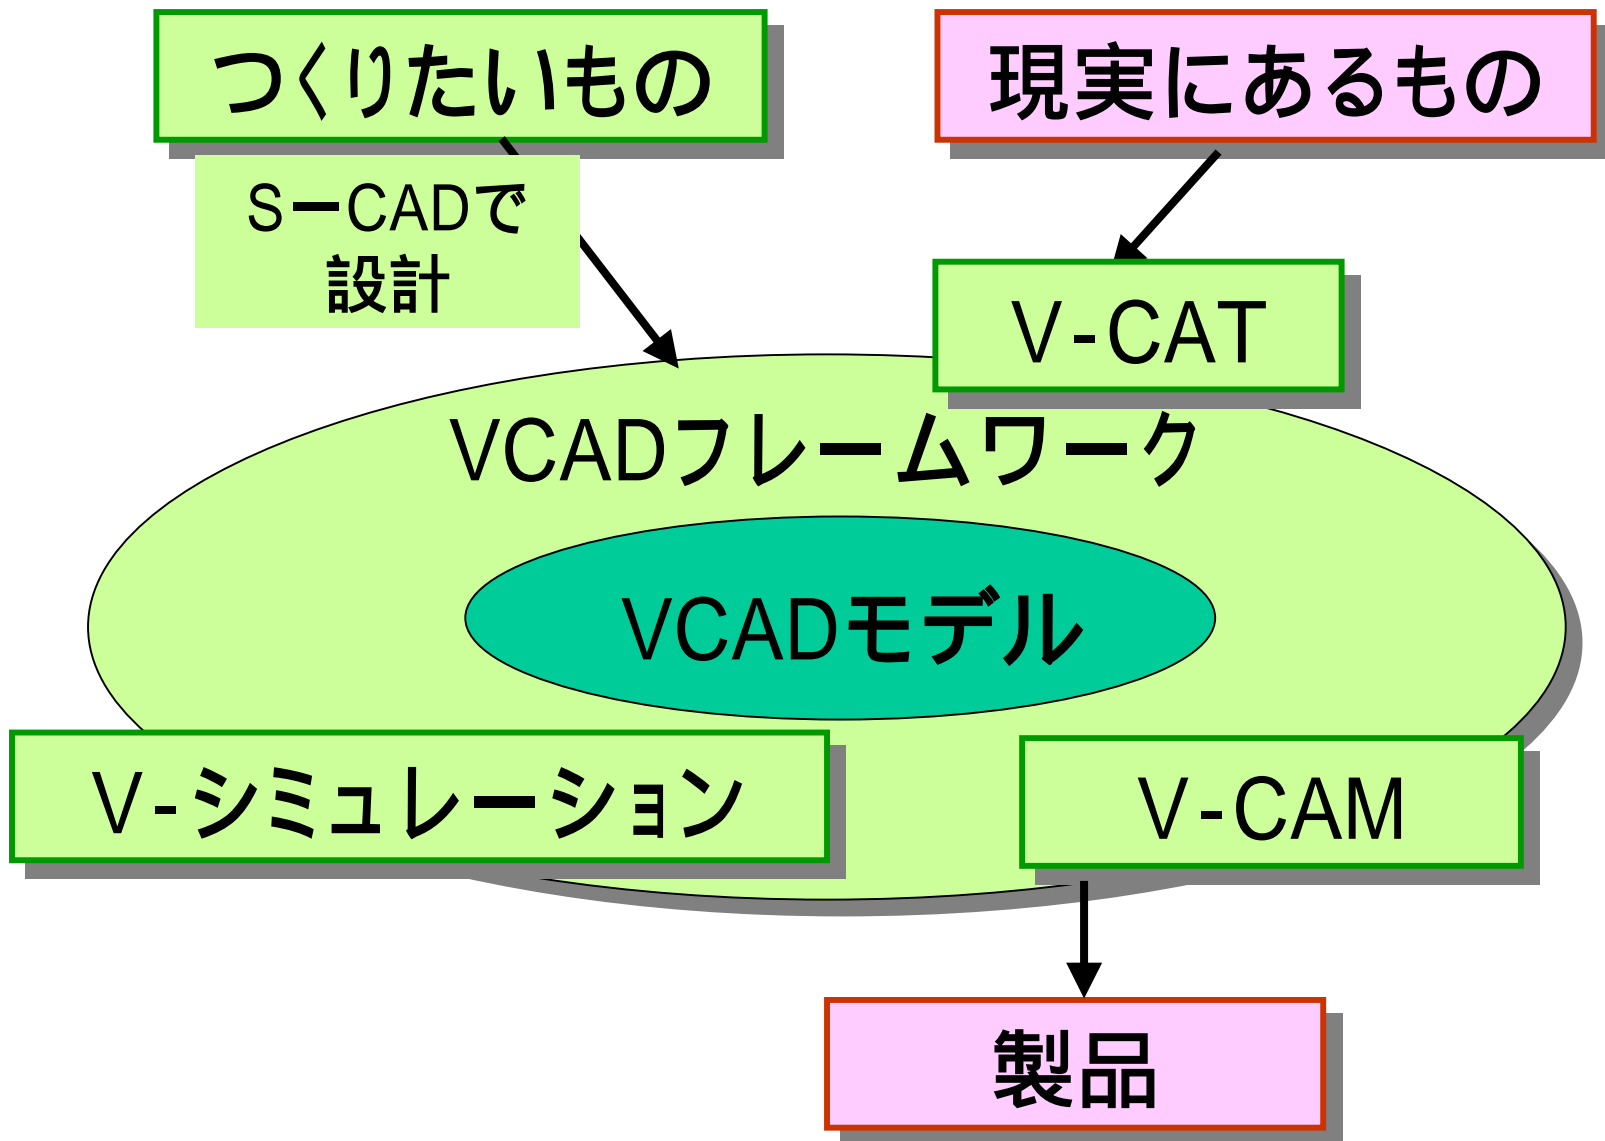 つくりたいもの
現実にあるもの
SーCADで
設計
V-CAT
VCADフレームワーク
VCADモデル
V-シミュレーション
V-CAM
製品